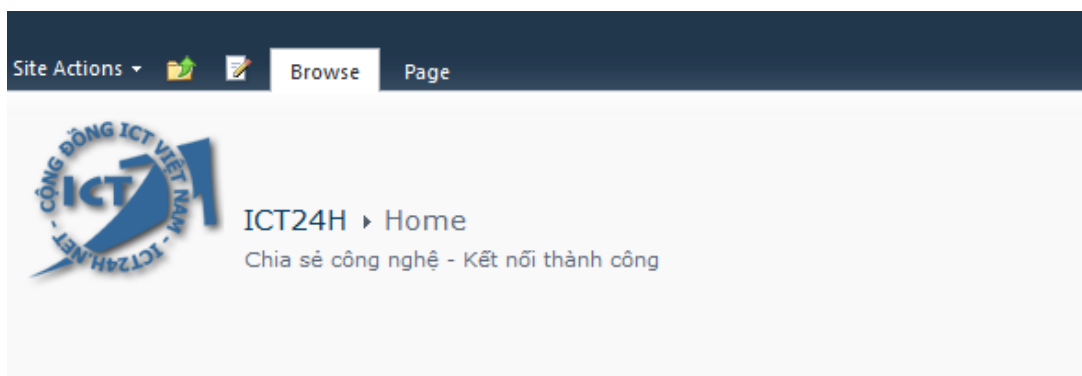 Site Actions
Browse
Page
CỘNG ĐỒNG ICT VIỆT NAM - ICT24H.NET -
ICT
ICT24H ▸ Home
Chia sẻ công nghệ - Kết nối thành công